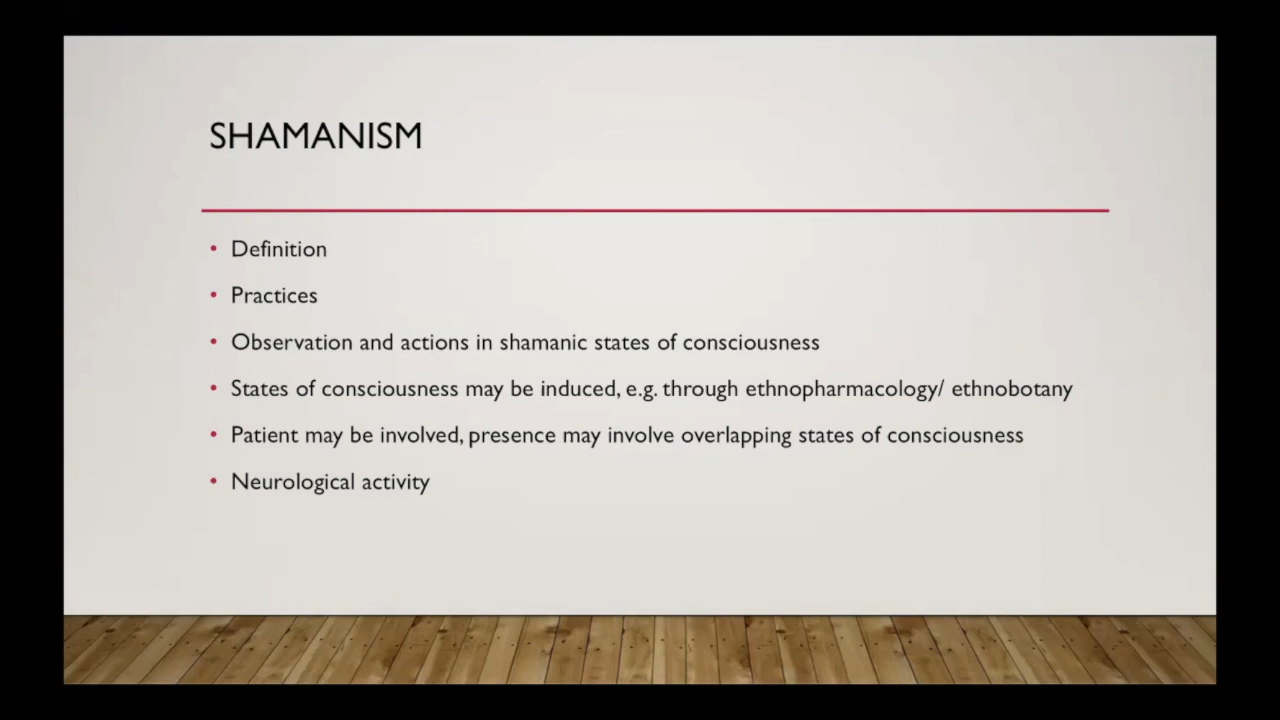 SHAMANISM
• Definition
• Practices
• Observation and actions in shamanic states of consciousness
• States of consciousness may be induced, e.g. through ethnopharmacology/ ethnobotany
• Patient may be involved, presence may involve overlapping states of consciousness
• Neurological activity